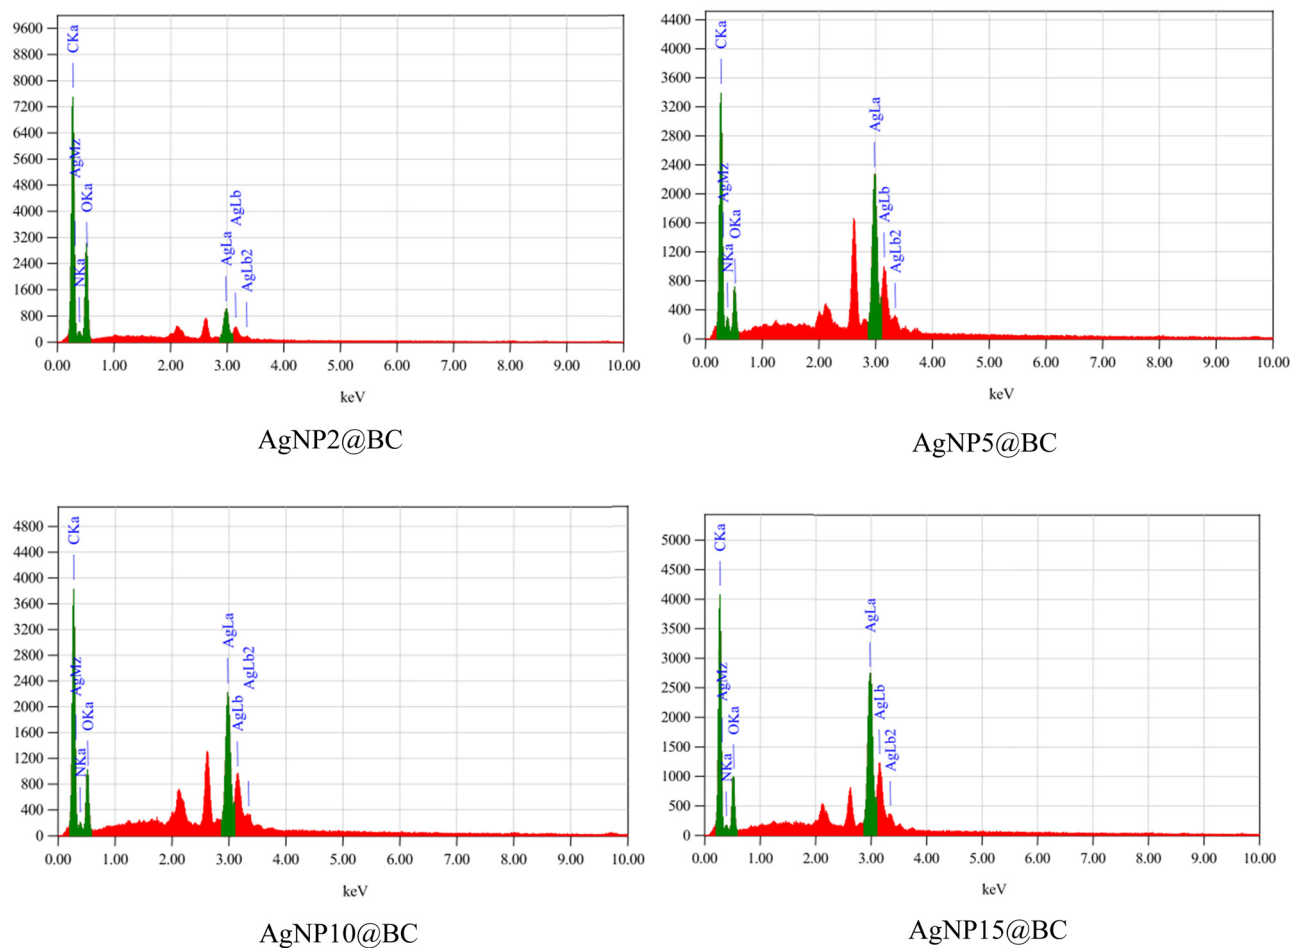 9600
8800
8000
7200
6400
5600
4800
4000
3200
2400
1600
800
0
CKa
AgMz
NKa
OKa
AgLa
AgLb
AgLb2
0.00 1.00 2.00 3.00 4.00 5.00 6.00 7.00 8.00 9.00 10.00
keV
AgNP2@BC
4400
4000
3600
3200
2800
2400
2000
1600
1200
800
400
0
CKa
AgMz
NKa
OKa
AgLa
AgLb
AgLb2
0.00 1.00 2.00 3.00 4.00 5.00 6.00 7.00 8.00 9.00 10.00
keV
AgNP5@BC
4800
4400
4000
3600
3200
2800
2400
2000
1600
1200
800
400
0
CKa
AgMz
NKa
OKa
AgLa
AgLb
AgLb2
0.00 1.00 2.00 3.00 4.00 5.00 6.00 7.00 8.00 9.00 10.00
keV
AgNP10@BC
5000
4500
4000
3500
3000
2500
2000
1500
1000
500
0
CKa
AgMz
NKa
OKa
AgLa
AgLb
AgLb2
0.00 1.00 2.00 3.00 4.00 5.00 6.00 7.00 8.00 9.00 10.00
keV
AgNP15@BC